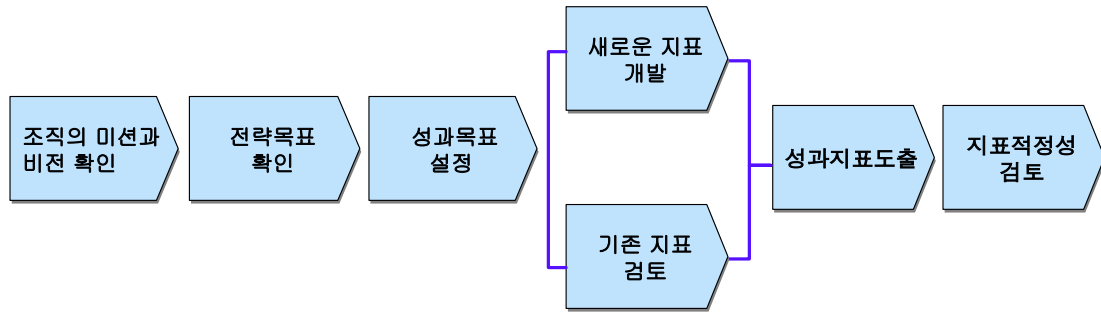 조직의 미션과
비전 확인
전략목표
확인
성과목표
설정
새로운 지표
개발
기존 지표
검토
성과지표도출
지표적정성
검토